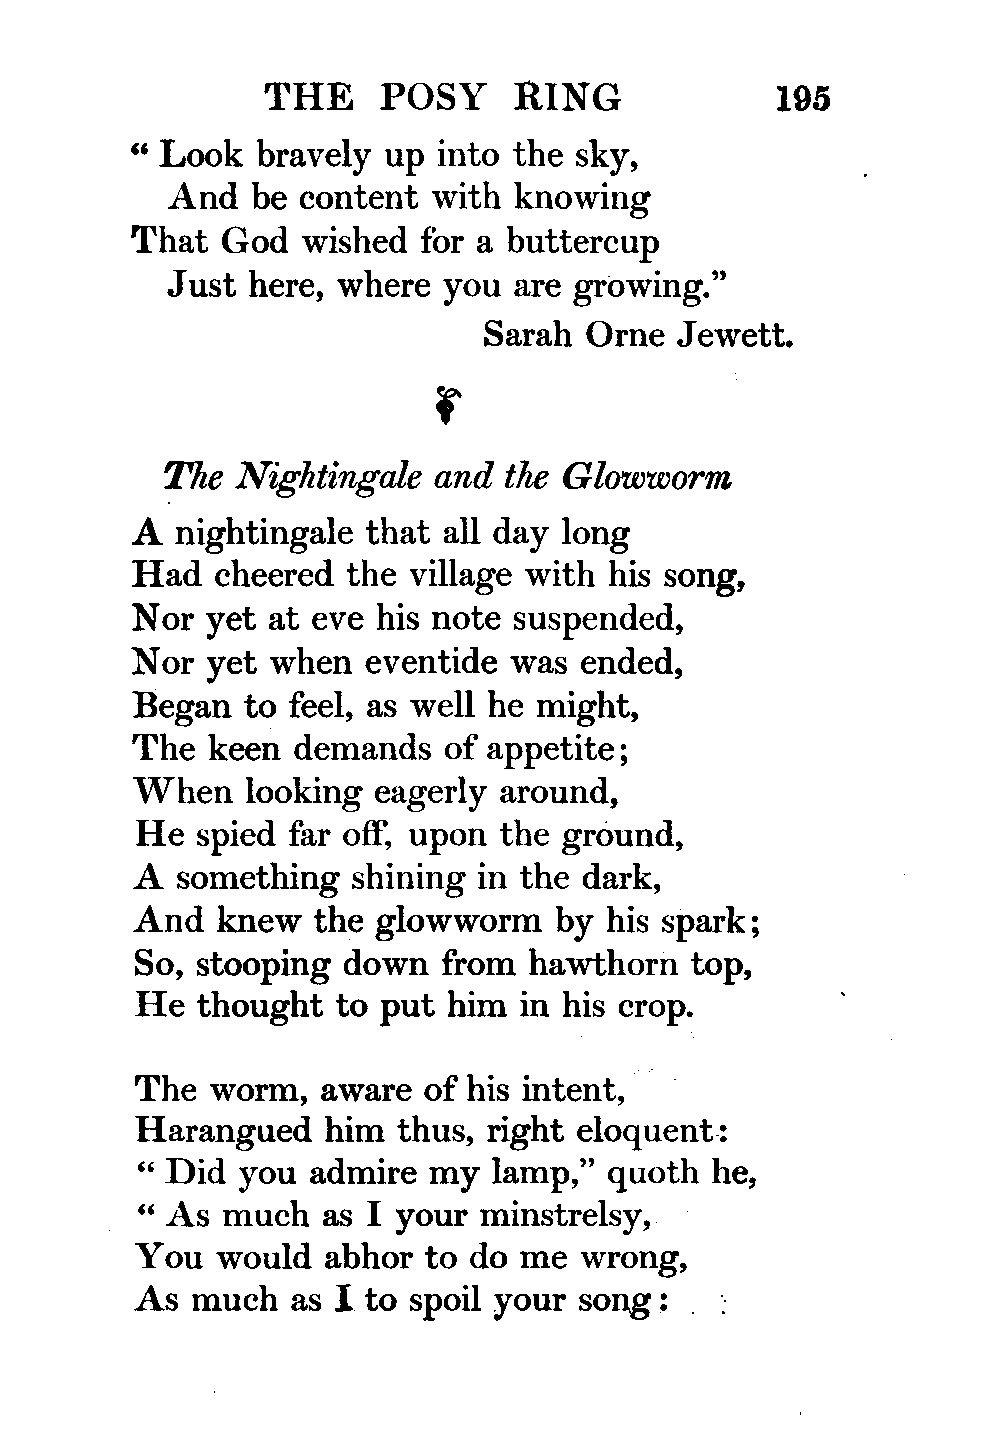 THE POSY RING 195
“ Look bravely up into the sky,
And be content with knowing
That God wished for a buttercup
Just here, where you are growing.”
Sarah Orne Jewett.
The Nightingale and the Glowworm
A nightingale that all day long
Had cheered the village with his song,
Nor yet at eve his note suspended,
Nor yet when eventide was ended,
Began to feel, as well he might,
The keen demands of appetite;
When looking eagerly around,
He spied far off, upon the ground,
A something shining in the dark,
And knew the glowworm by his spark;
So, stooping down from hawthorn top,
He thought to put him in his crop.
The worm, aware of his intent,
Harangued him thus, right eloquent:
“ Did you admire my lamp,” quoth he,
“ As much as I your minstrelsy,
You would abhor to do me wrong,
As much as I to spoil your song: